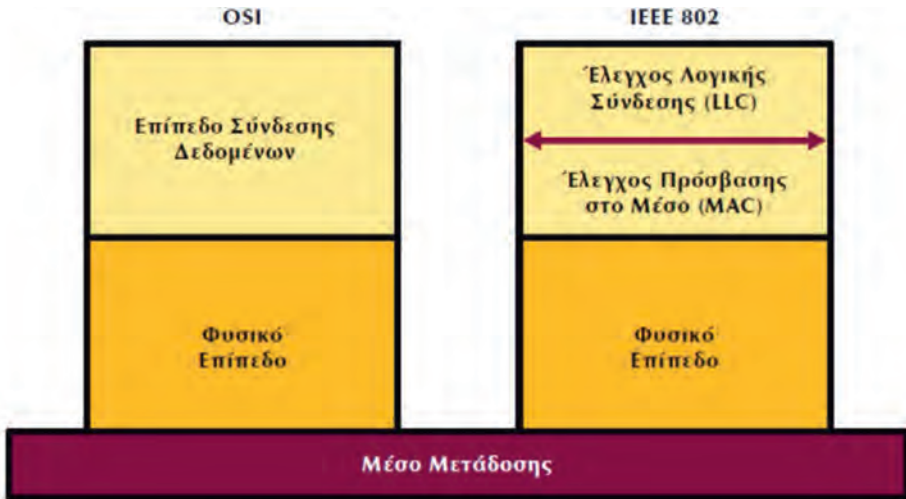 OSI
IEEE 802
Επίπεδο Σύνδεσης
Δεδομένων
Έλεγχος Λογικής
Σύνδεσης (LLC)
Έλεγχος Πρόσβασης
στο Μέσο (MAC)
Φυσικό
Επίπεδο
Φυσικό
Επίπεδο
Μέσο Μετάδοσης